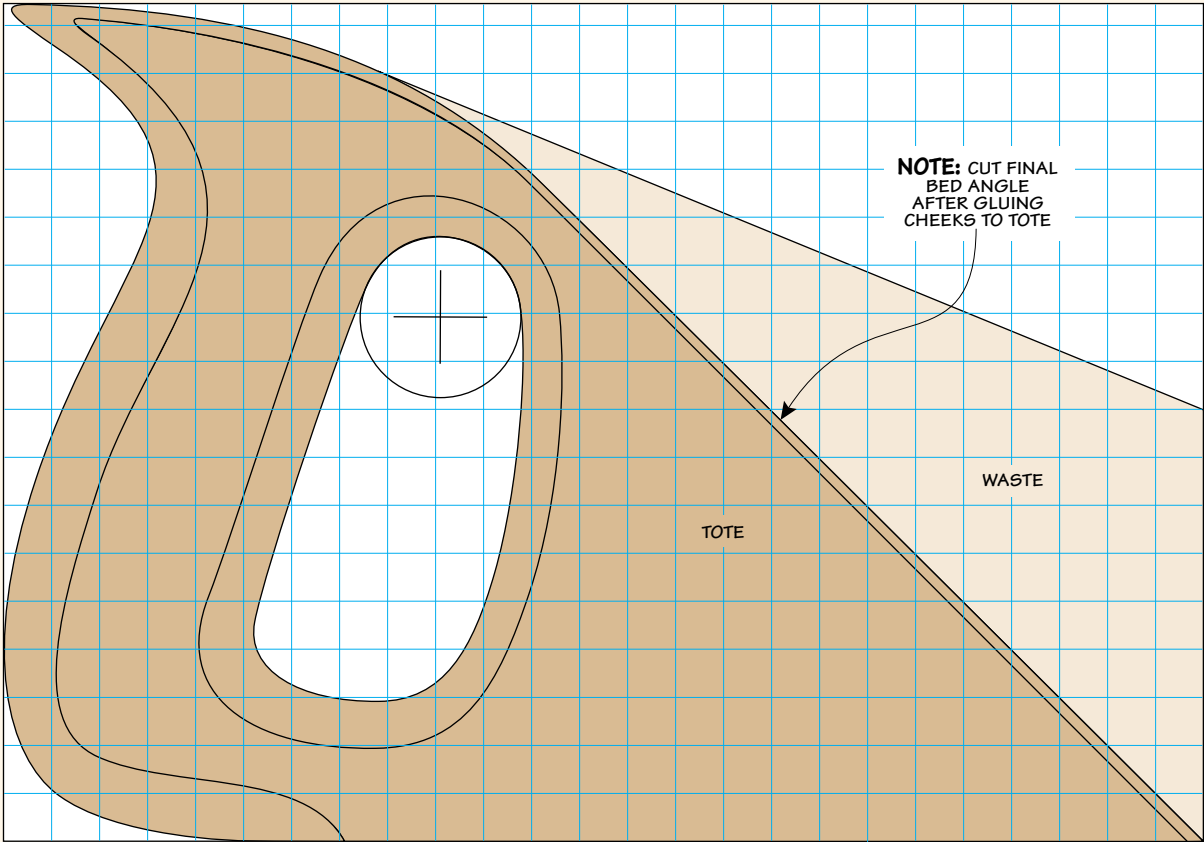 NOTE: CUT FINAL
BED ANGLE
AFTER GLUING
CHEEKS TO TOTE
WASTE
TOTE